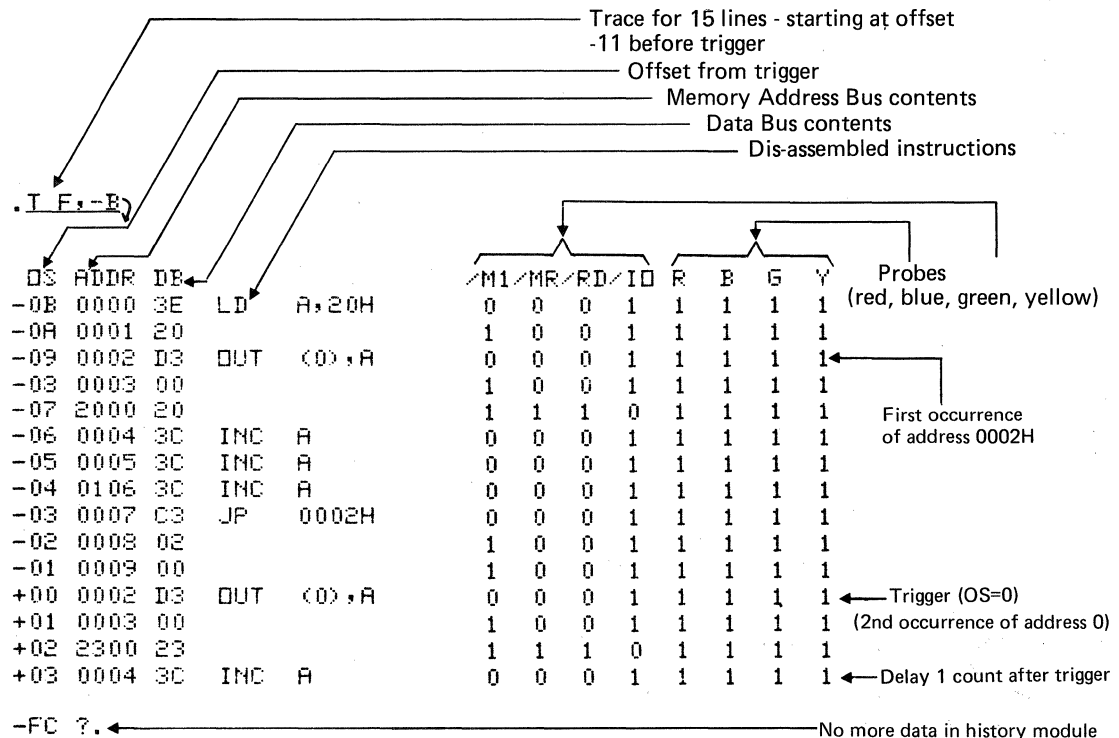 Trace for 15 lines - starting at offset
-11 before trigger
Offset from trigger
Memory Address Bus contents
Data Bus contents
Dis-assembled instructions
.T F,-B
OS ADDR DB /M1/MR/RD/IO R B G Y
Probes
(red, blue, green, yellow)
-0B 0000 3E LD A,20H 0 0 0 1 1 1 1 1
-0A 0001 20 1 0 0 1 1 1 1 1
-09 0002 D3 OUT (0),A 0 0 0 1 1 1 1 1
-08 0003 00 1 0 0 1 1 1 1 1
-07 2000 20 1 1 1 0 1 1 1 1
First occurrence
of address 0002H
-06 0004 3C INC A 0 0 0 1 1 1 1 1
-05 0005 3C INC A 0 0 0 1 1 1 1 1
-04 0106 3C INC A 0 0 0 1 1 1 1 1
-03 0007 C3 JP 0002H 0 0 0 1 1 1 1 1
-02 0008 02 1 0 0 1 1 1 1 1
-01 0009 00 1 0 0 1 1 1 1 1
+00 0002 D3 OUT (0),A 0 0 0 1 1 1 1 1 Trigger (OS=0)
+01 0003 00 1 0 0 1 1 1 1 1 (2nd occurrence of address 0)
+02 2300 23 1 1 1 0 1 1 1 1
+03 0004 3C INC A 0 0 0 1 1 1 1 1 Delay 1 count after trigger
-FC ?. No more data in history module